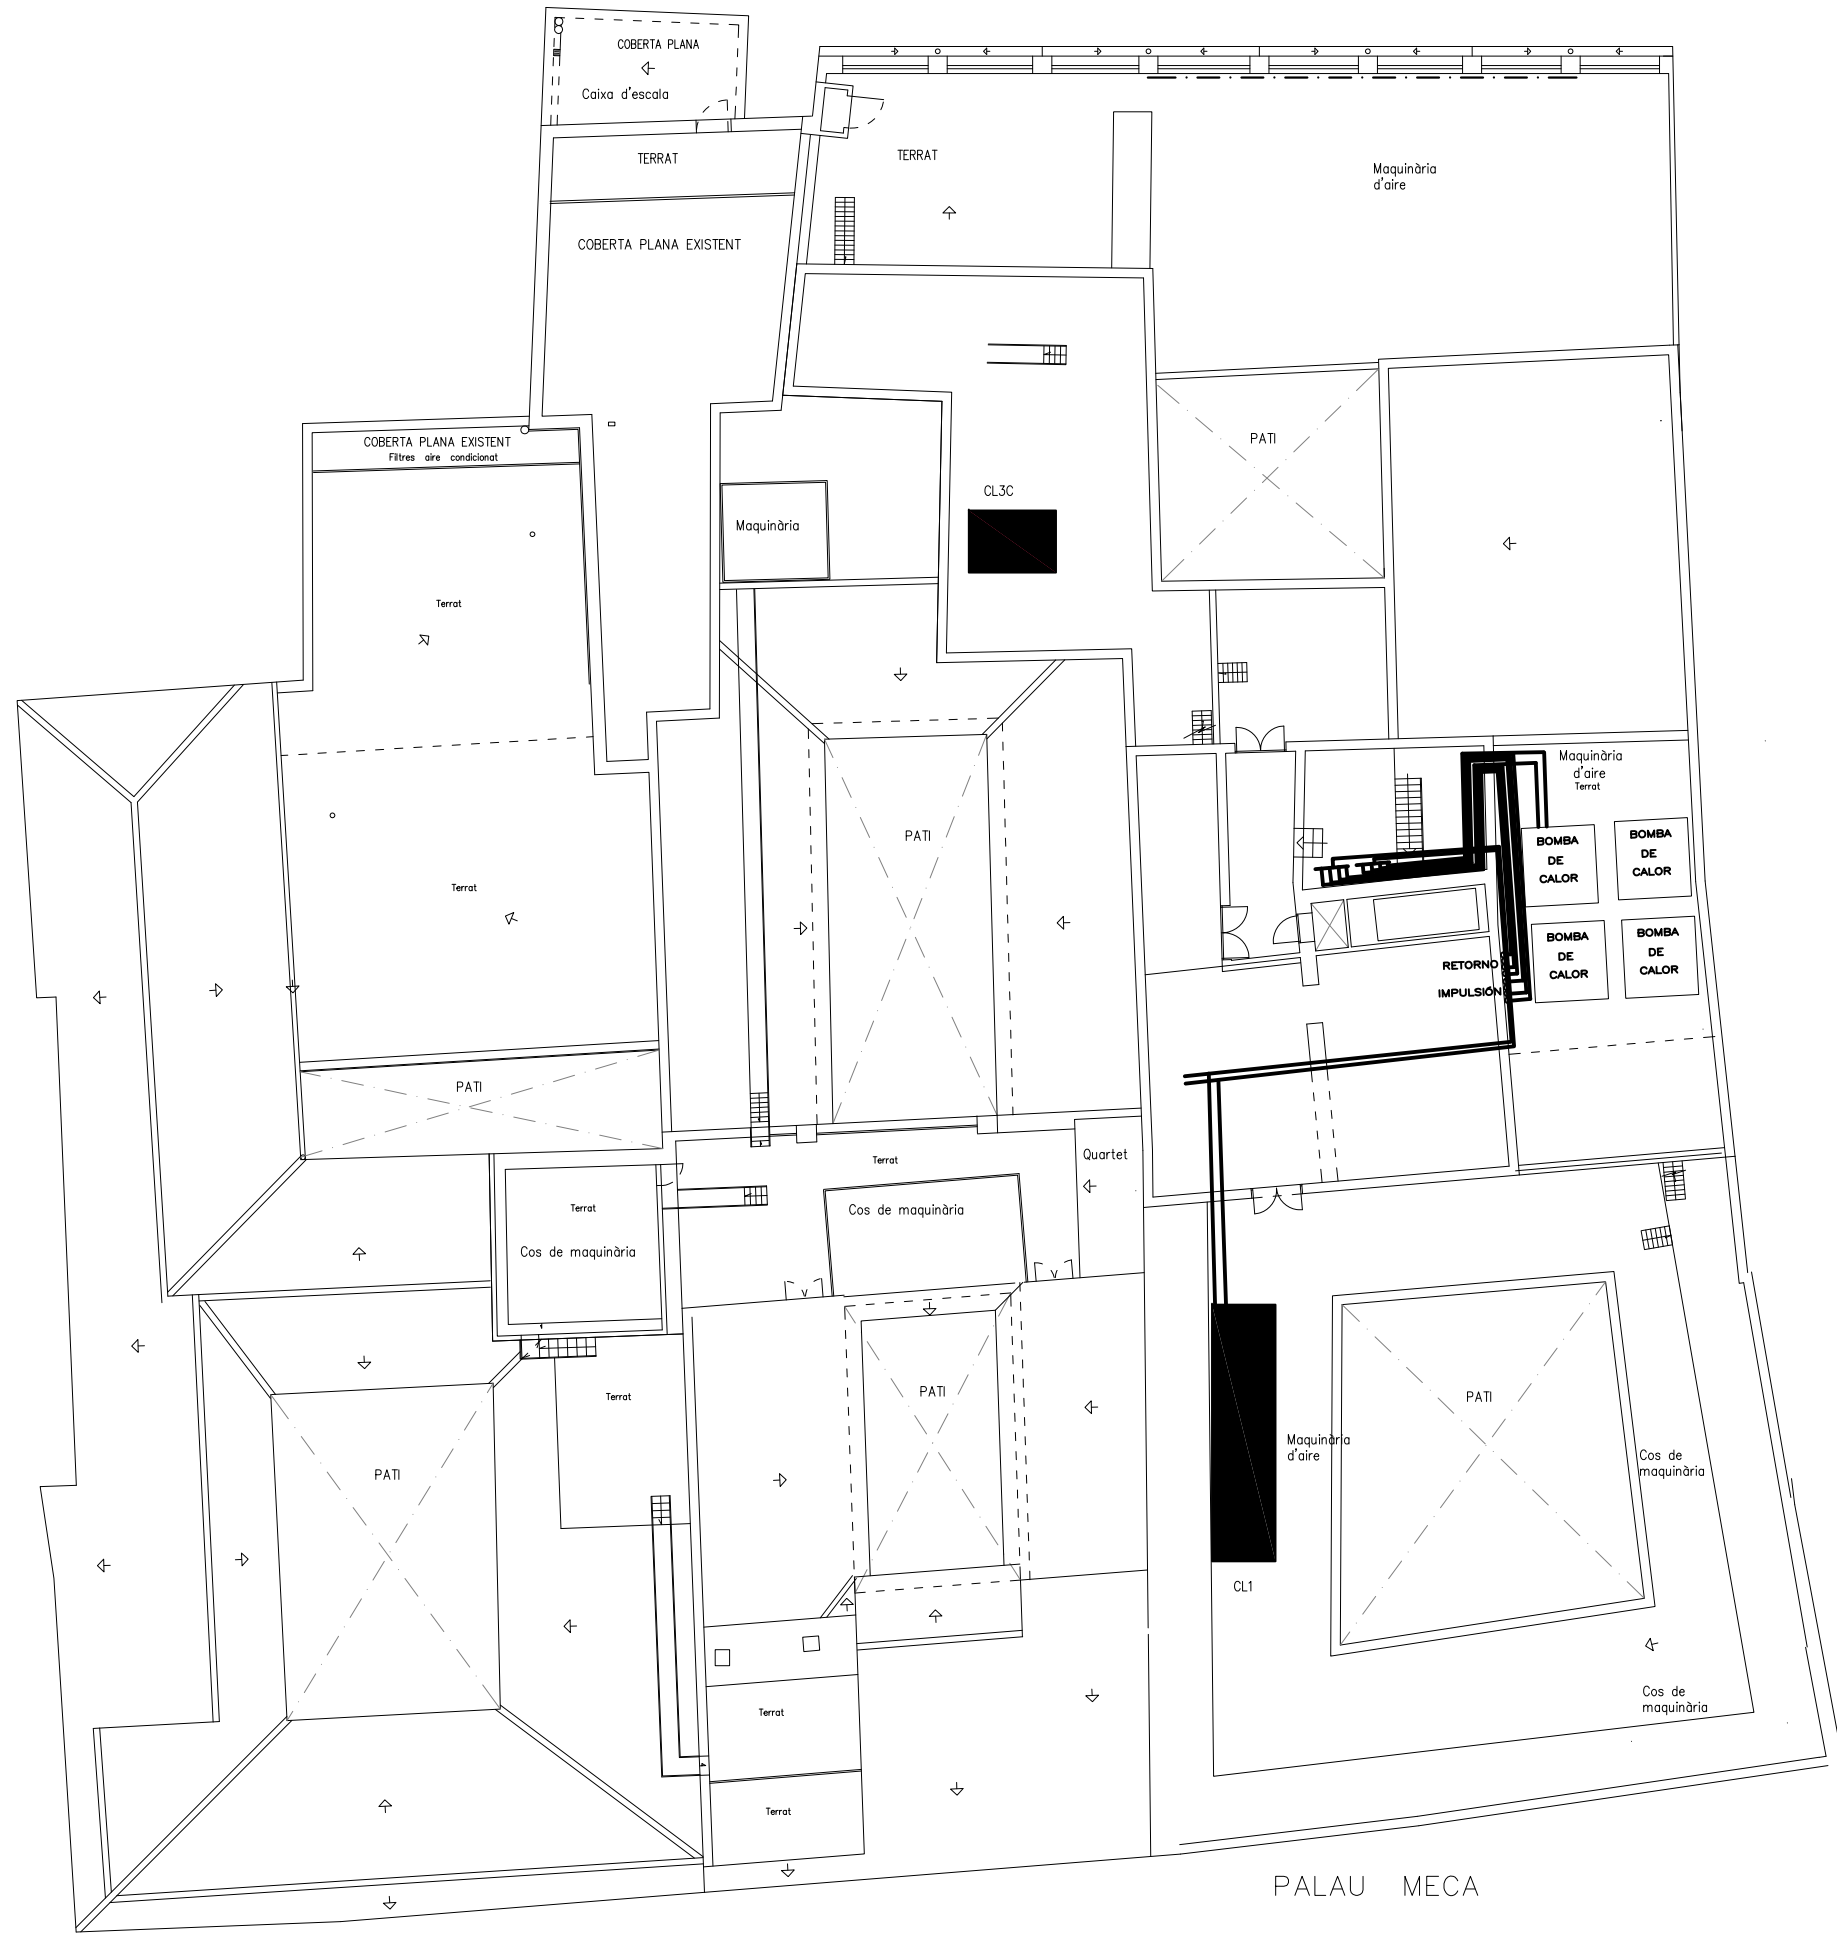 COBERTA PLANA
Caixa d'escala
TERRAT
TERRAT
Maquinària
d'aire
COBERTA PLANA EXISTENT
COBERTA PLANA EXISTENT
Filtres aire condicionat
PATI
CL3C
Maquinària
Terrat
Maquinària
d'aire
Terrat
PATI
BOMBA
DE
CALOR
BOMBA
DE
CALOR
Terrat
BOMBA
DE
CALOR
BOMBA
DE
CALOR
RETORNO
IMPULSIÓN
PATI
Quartet
Terrat
Terrat
Cos de maquinària
Cos de maquinària
PATI
Terrat
PATI
Maquinària
d'aire
Cos de
maquinària
PATI
CL1
Cos de
maquinària
Terrat
Terrat
PALAU MECA